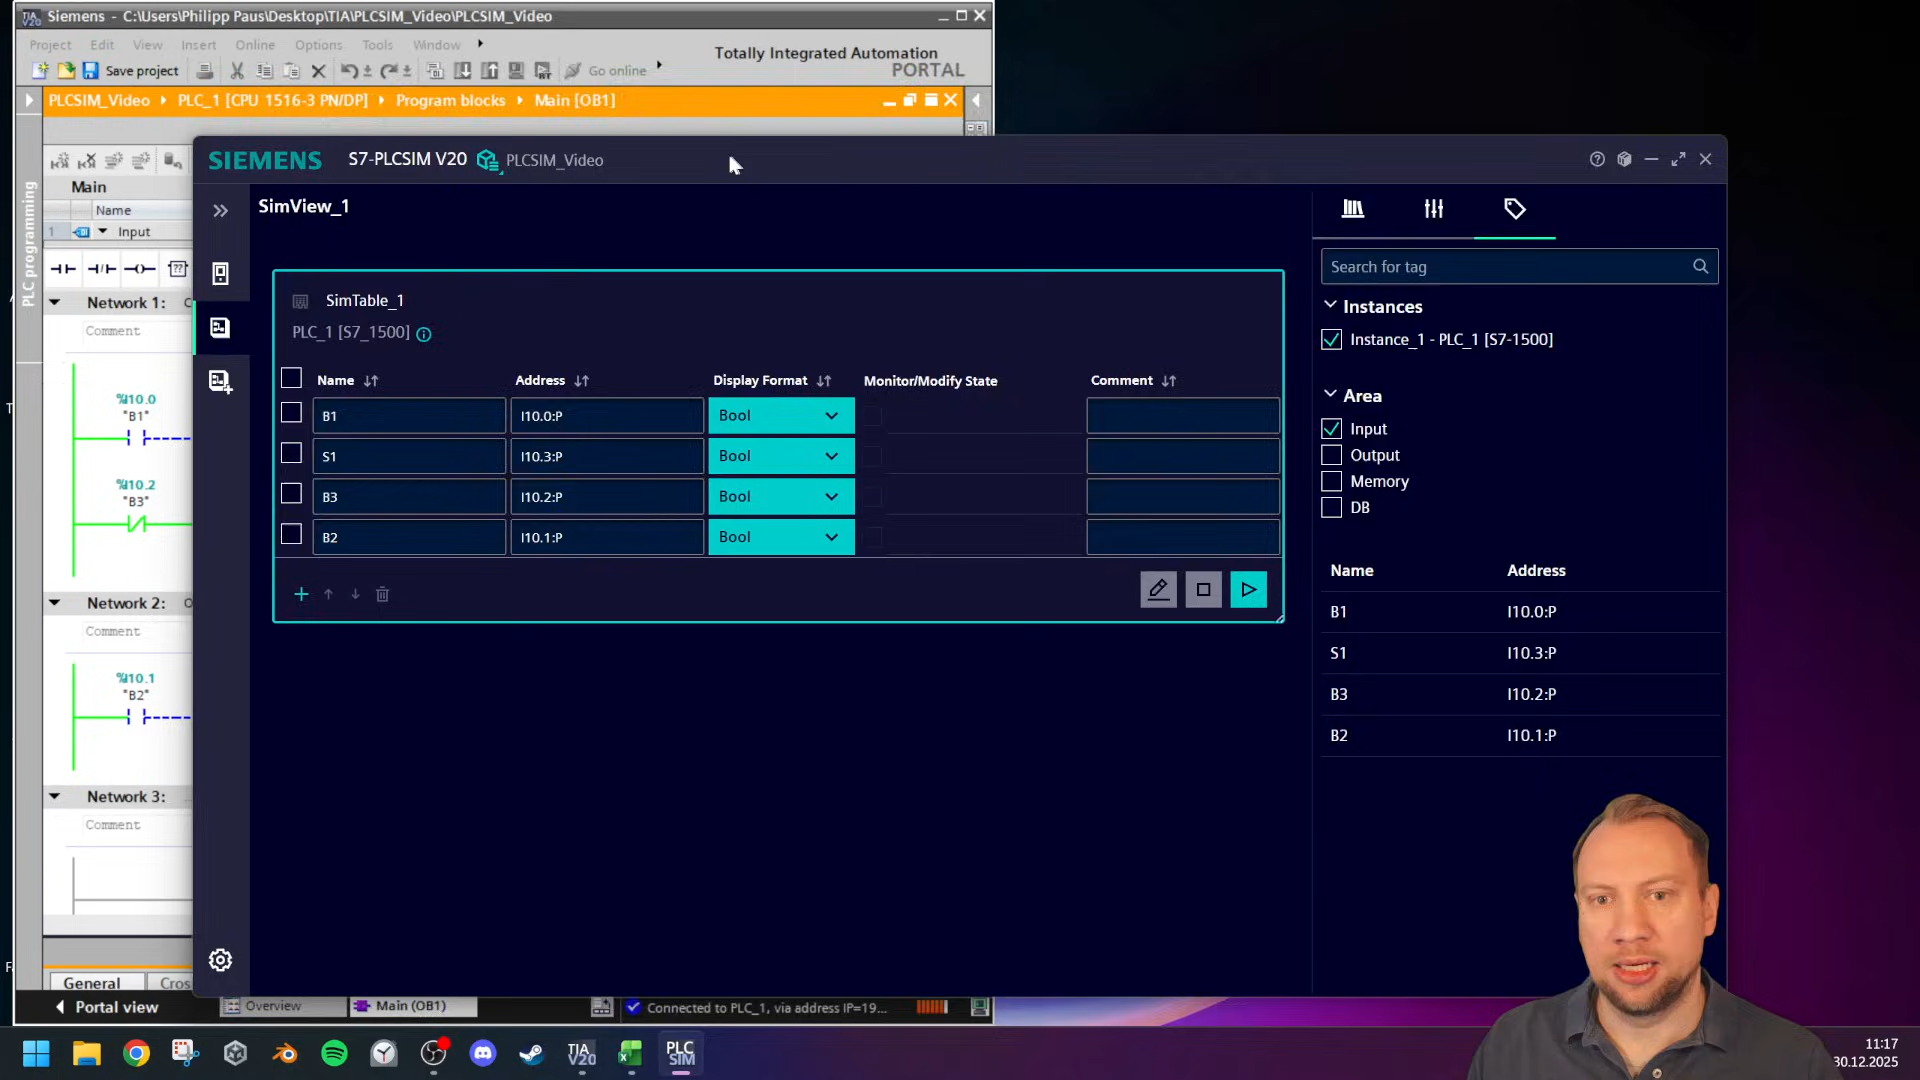 Siemens - C:\Users\Philipp Paus\Desktop\TIA\PLCSIM_Video\PLCSIM_Video
Project Edit View Insert Online Options Tools Window
Totally Integrated Automation
PORTAL
Save project
Go online
PLCSIM_Video PLC_1 [CPU 1516-3 PN/DP] Program blocks Main [OB1]
PLC programming
Main
Name
1 Input
??
Network 1:
Comment
%I10.0
"B1"
%I10.2
"B3"
Network 2:
Comment
%I10.1
"B2"
Network 3:
Comment
General Cros
Portal view Overview Main (OB1) Connected to PLC_1, via address IP=19...
SIEMENS S7-PLCSIM V20 PLCSIM_Video
SimView_1
SimTable_1
PLC_1 [S7_1500]
Name Address Display Format Monitor/Modify State Comment
B1 I10.0:P Bool
S1 I10.3:P Bool
B3 I10.2:P Bool
B2 I10.1:P Bool
Search for tag
Instances
Instance_1 - PLC_1 [S7-1500]
Area
Input
Output
Memory
DB
Name Address
B1 I10.0:P
S1 I10.3:P
B3 I10.2:P
B2 I10.1:P
TIA V20
PLC SIM
11:17
30.12.2025